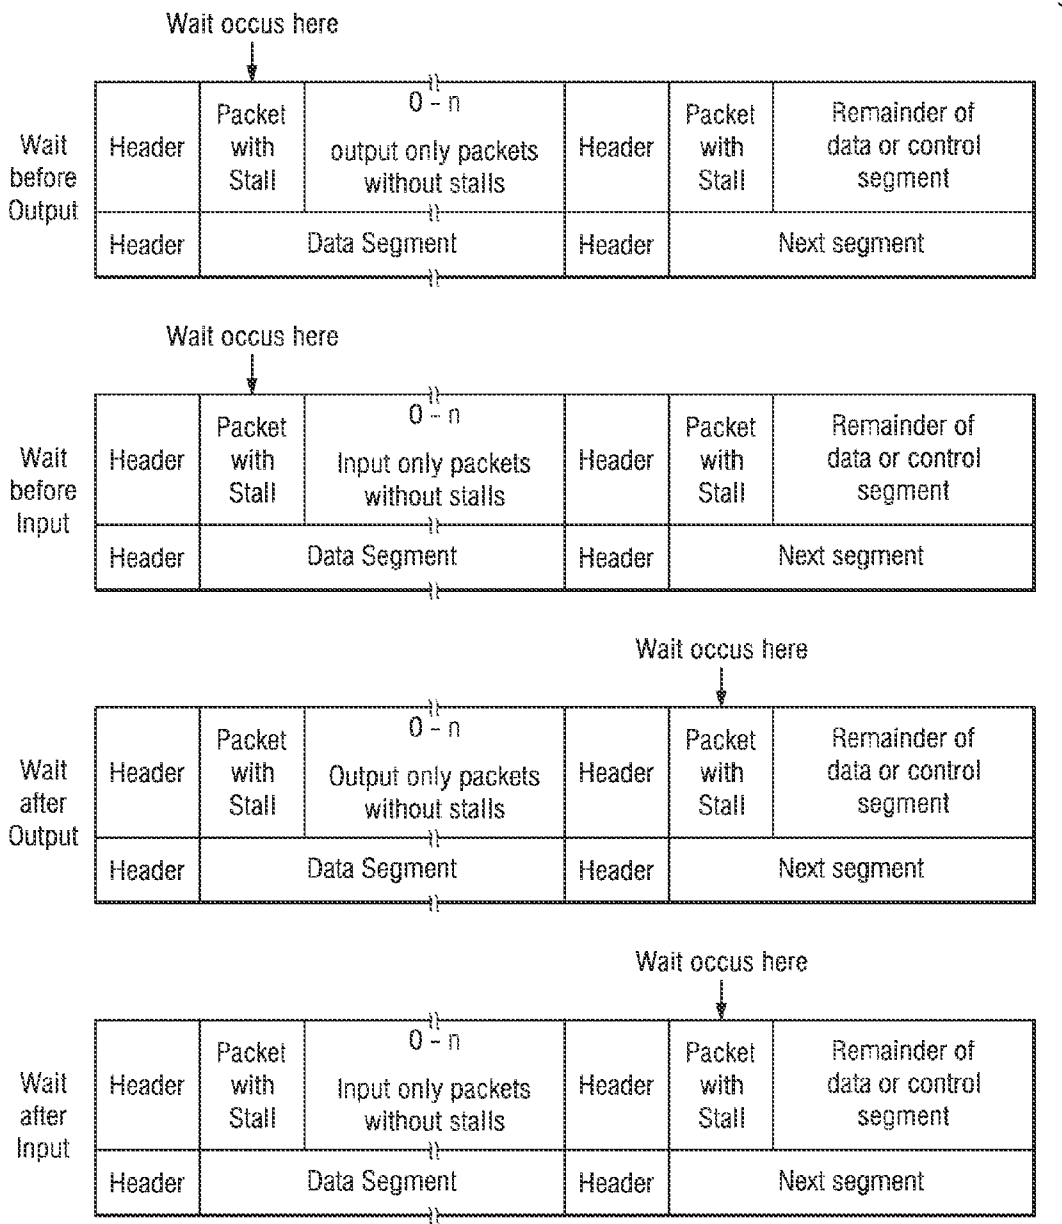 Wait occus here
Wait
before
Output
Header
Packet
with
Stall
0 - n
output only packets
without stalls
Header
Packet
with
Stall
Remainder of
data or control
segment
Header
Data Segment
Header
Next segment
Wait occus here
Wait
before
Input
Header
Packet
with
Stall
0 - n
Input only packets
without stalls
Header
Packet
with
Stall
Remainder of
data or control
segment
Header
Data Segment
Header
Next segment
Wait occus here
Wait
after
Output
Header
Packet
with
Stall
0 - n
Output only packets
without stalls
Header
Packet
with
Stall
Remainder of
data or control
segment
Header
Data Segment
Header
Next segment
Wait occus here
Wait
after
Input
Header
Packet
with
Stall
0 - n
Input only packets
without stalls
Header
Packet
with
Stall
Remainder of
data or control
segment
Header
Data Segment
Header
Next segment